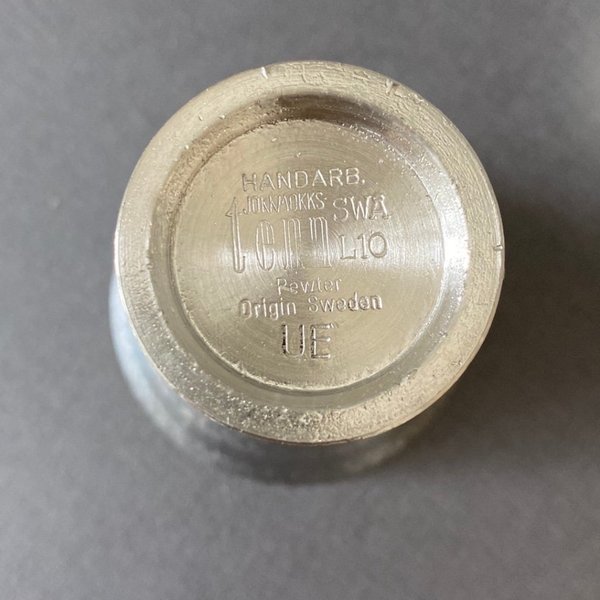 HANDARB.
JOKKMOKKS
tenn SWA
L10
Pewter
Origin Sweden
UE